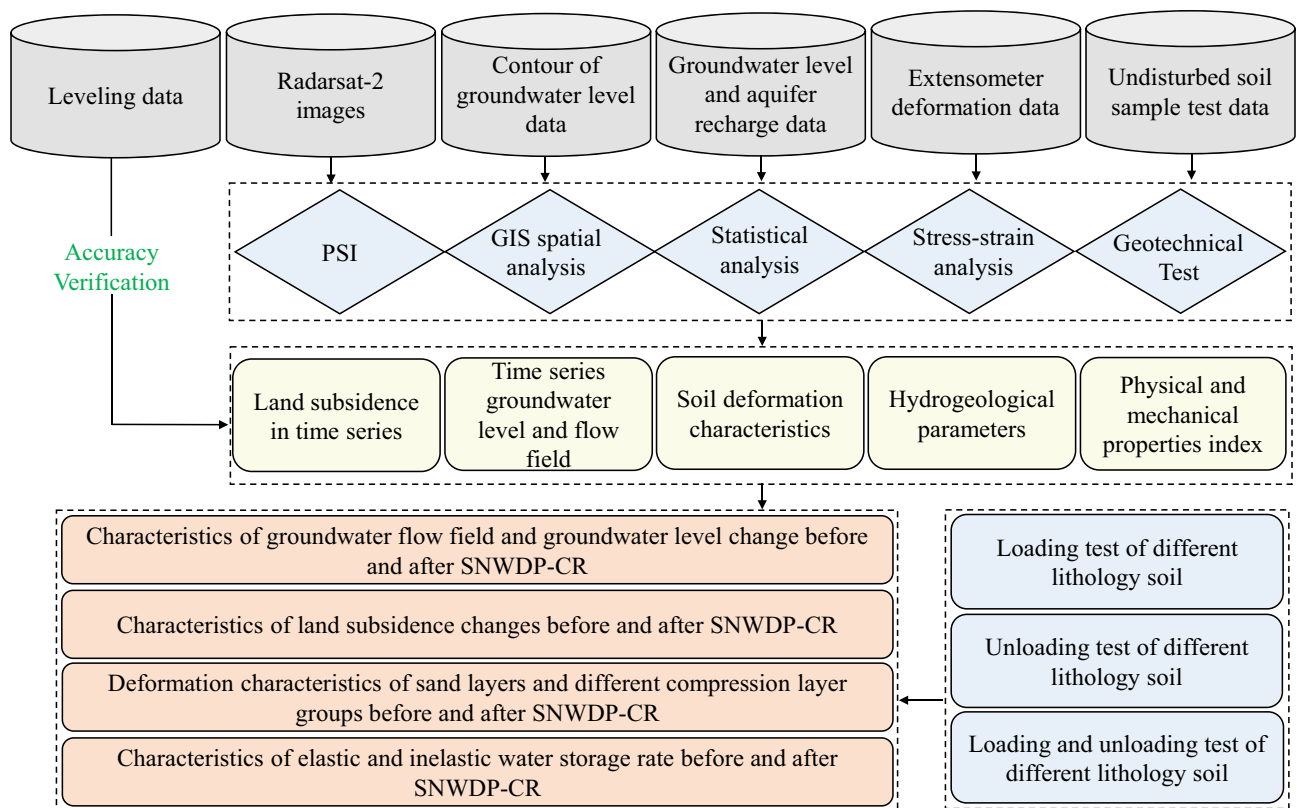 Leveling data
Radarsat-2
images
Contour of
groundwater level
data
Groundwater level
and aquifer
recharge data
Extensometer
deformation data
Undisturbed soil
sample test data
Accuracy
Verification
PSI
GIS spatial
analysis
Statistical
analysis
Stress-strain
analysis
Geotechnical
Test
Land subsidence
in time series
Time series
groundwater
level and flow
field
Soil deformation
characteristics
Hydrogeological
parameters
Physical and
mechanical
properties index
Characteristics of groundwater flow field and groundwater level change before
and after SNWDP-CR
Characteristics of land subsidence changes before and after SNWDP-CR
Deformation characteristics of sand layers and different compression layer
groups before and after SNWDP-CR
Characteristics of elastic and inelastic water storage rate before and after
SNWDP-CR
Loading test of different
lithology soil
Unloading test of different
lithology soil
Loading and unloading test of
different lithology soil